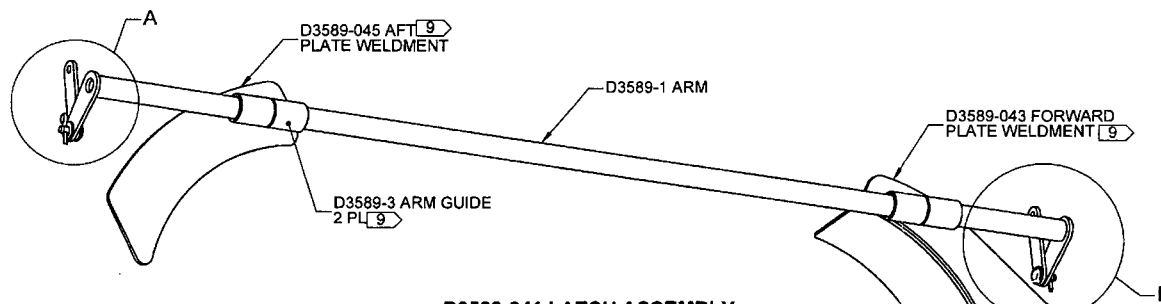 A
D3589-045 AFT 9
PLATE WELDMENT
D3589-1 ARM
D3589-043 FORWARD
PLATE WELDMENT 9
D3589-3 ARM GUIDE
2 PL 9